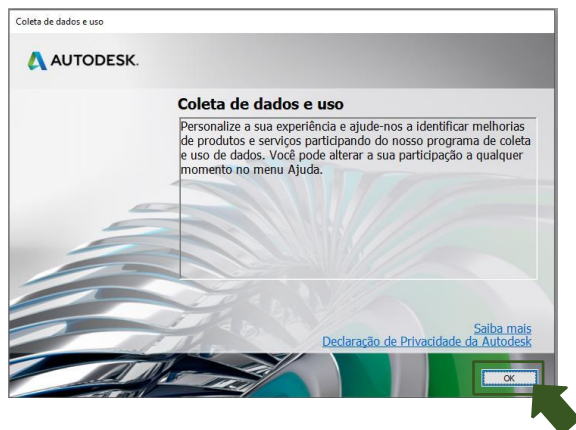 Coleta de dados e uso
AUTODESK.
Coleta de dados e uso
Personalize a sua experiência e ajude-nos a identificar melhorias
de produtos e serviços participando do nosso programa de coleta
e uso de dados. Você pode alterar a sua participação a qualquer
momento no menu Ajuda.
Saiba mais
Declaração de Privacidade da Autodesk
OK